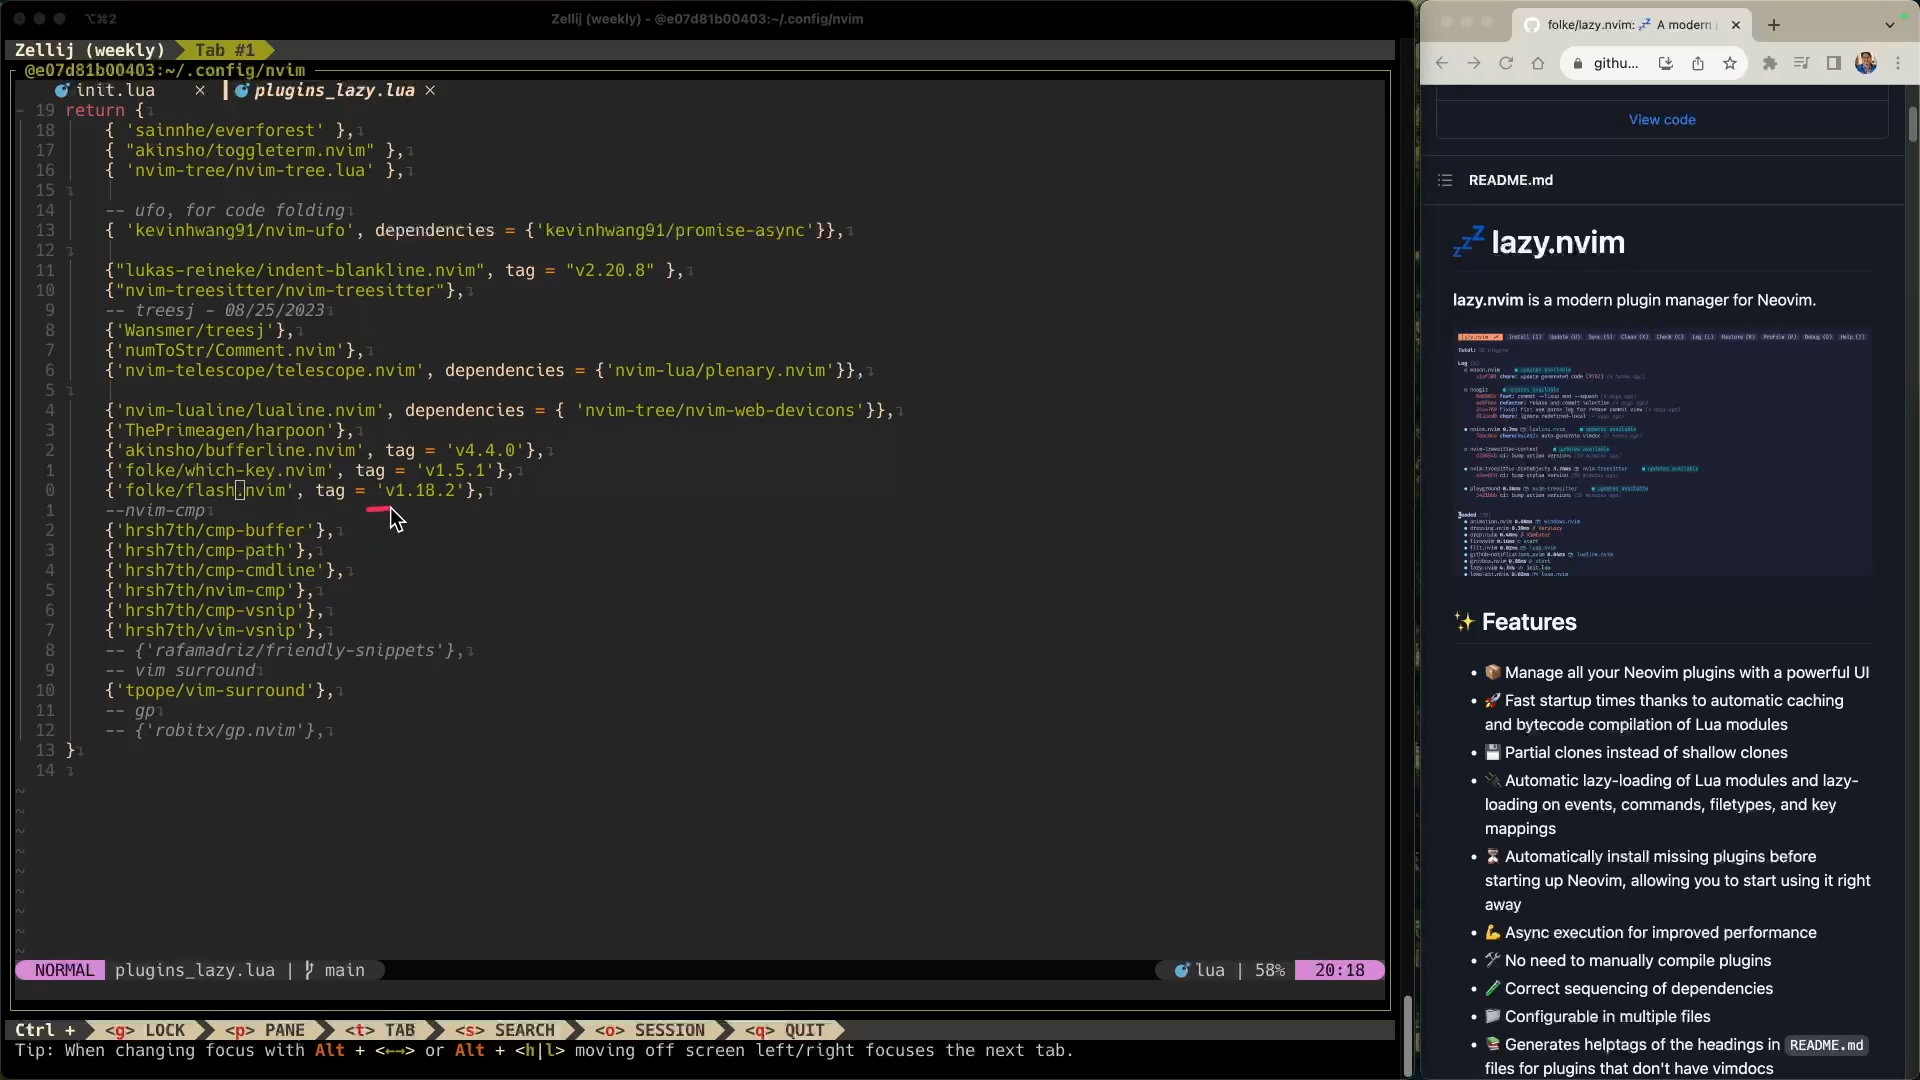 ⌥⌘2
Zellij (weekly) - @e07d81b00403:~/.config/nvim
Zellij (weekly) Tab #1
@e07d81b00403:~/.config/nvim
init.lua × plugins_lazy.lua ×
19 return {
18 { 'sainnhe/everforest' },
17 { "akinsho/toggleterm.nvim" },
16 { 'nvim-tree/nvim-tree.lua' },
15
14 -- ufo, for code folding
13 { 'kevinhwang91/nvim-ufo', dependencies = {'kevinhwang91/promise-async'}},
12
11 {"lukas-reineke/indent-blankline.nvim", tag = "v2.20.8" },
10 {"nvim-treesitter/nvim-treesitter"},
9 -- treesj - 08/25/2023
8 {'Wansmer/treesj'},
7 {'numToStr/Comment.nvim'},
6 {'nvim-telescope/telescope.nvim', dependencies = {'nvim-lua/plenary.nvim'}},
5
4 {'nvim-lualine/lualine.nvim', dependencies = { 'nvim-tree/nvim-web-devicons'}},
3 {'ThePrimeagen/harpoon'},
2 {'akinsho/bufferline.nvim', tag = 'v4.4.0'},
1 {'folke/which-key.nvim', tag = 'v1.5.1'},
0 {'folke/flash.nvim', tag = 'v1.18.2'},
1 --nvim-cmp
2 {'hrsh7th/cmp-buffer'},
3 {'hrsh7th/cmp-path'},
4 {'hrsh7th/cmp-cmdline'},
5 {'hrsh7th/nvim-cmp'},
6 {'hrsh7th/cmp-vsnip'},
7 {'hrsh7th/vim-vsnip'},
8 -- {'rafamadriz/friendly-snippets'},
9 -- vim surround
10 {'tpope/vim-surround'},
11 -- gp
12 -- {'robitx/gp.nvim'},
13 }
14
NORMAL plugins_lazy.lua | main lua | 58% 20:18
Ctrl + <g> LOCK <p> PANE <t> TAB <s> SEARCH <o> SESSION <q> QUIT
Tip: When changing focus with Alt + <←→> or Alt + <h|l> moving off screen left/right focuses the next tab.
folke/lazy.nvim: 💤 A modern
githu...
View code
README.md
💤 lazy.nvim
lazy.nvim is a modern plugin manager for Neovim.
Install (I) Update (U) Sync (S) Clean (X) Check (C) Log (L) Restore (R) Profile (P) Debug (D) Help (?)
✨ Features
• 📦 Manage all your Neovim plugins with a powerful UI
• 🚀 Fast startup times thanks to automatic caching
and bytecode compilation of Lua modules
• 💾 Partial clones instead of shallow clones
• 🔌 Automatic lazy-loading of Lua modules and lazy-
loading on events, commands, filetypes, and key
mappings
• ⏳ Automatically install missing plugins before
starting up Neovim, allowing you to start using it right
away
• 💪 Async execution for improved performance
• 🛠️ No need to manually compile plugins
• 🧪 Correct sequencing of dependencies
• 📁 Configurable in multiple files
• 📚 Generates helptags of the headings in README.md
files for plugins that don't have vimdocs